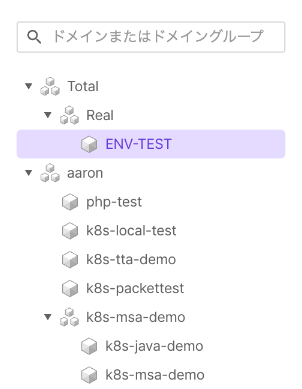 ドメインまたはドメイングループ
Total
Real
ENV-TEST
aaron
php-test
k8s-local-test
k8s-tta-demo
k8s-packettest
k8s-msa-demo
k8s-java-demo
k8s-msa-demo